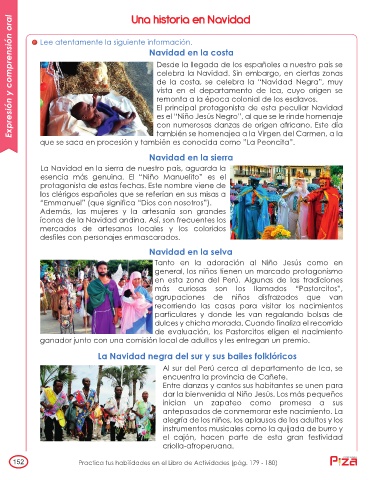 Una historia en Navidad
Expresión y comprensión oral
Lee atentamente la siguiente información.
Navidad en la costa
Desde la llegada de los españoles a nuestro país se
celebra la Navidad. Sin embargo, en ciertas zonas
de la costa, se celebra la “Navidad Negra”, muy
vista en el departamento de Ica, cuyo origen se
remonta a la época colonial de los esclavos.
El principal protagonista de esta peculiar Navidad
es el “Niño Jesús Negro”, al que se le rinde homenaje
con numerosas danzas de origen africano. Este día
también se homenajea a la Virgen del Carmen, a la
que se saca en procesión y también es conocida como “La Peoncita”.
Navidad en la sierra
La Navidad en la sierra de nuestro país, aguarda la
esencia más genuina. El “Niño Manuelito” es el
protagonista de estas fechas. Este nombre viene de
los clérigos españoles que se referían en sus misas a
“Emmanuel” (que significa “Dios con nosotros”).
Además, las mujeres y la artesanía son grandes
íconos de la Navidad andina. Así, son frecuentes los
mercados de artesanos locales y los coloridos
desfiles con personajes enmascarados.
Navidad en la selva
Tanto en la adoración al Niño Jesús como en
general, los niños tienen un marcado protagonismo
en esta zona del Perú. Algunas de las tradiciones
más curiosas son los llamados “Pastorcitos”,
agrupaciones de niños disfrazados que van
recorriendo las casas para visitar los nacimientos
particulares y donde les van regalando bolsas de
dulces y chicha morada. Cuando finaliza el recorrido
de evaluación, los Pastorcitos eligen el nacimiento
ganador junto con una comisión local de adultos y les entregan un premio.
La Navidad negra del sur y sus bailes folklóricos
Al sur del Perú cerca al departamento de Ica, se
encuentra la provincia de Cañete.
Entre danzas y cantos sus habitantes se unen para
dar la bienvenida al Niño Jesús. Los más pequeños
inician un zapateo como promesa a sus
antepasados de conmemorar este nacimiento. La
alegría de los niños, los aplausos de los adultos y los
instrumentos musicales como la quijada de burro y
el cajón, hacen parte de esta gran festividad
criolla-afroperuana.
152
Practica tus habilidades en el Libro de Actividades (pág. 179 - 180)